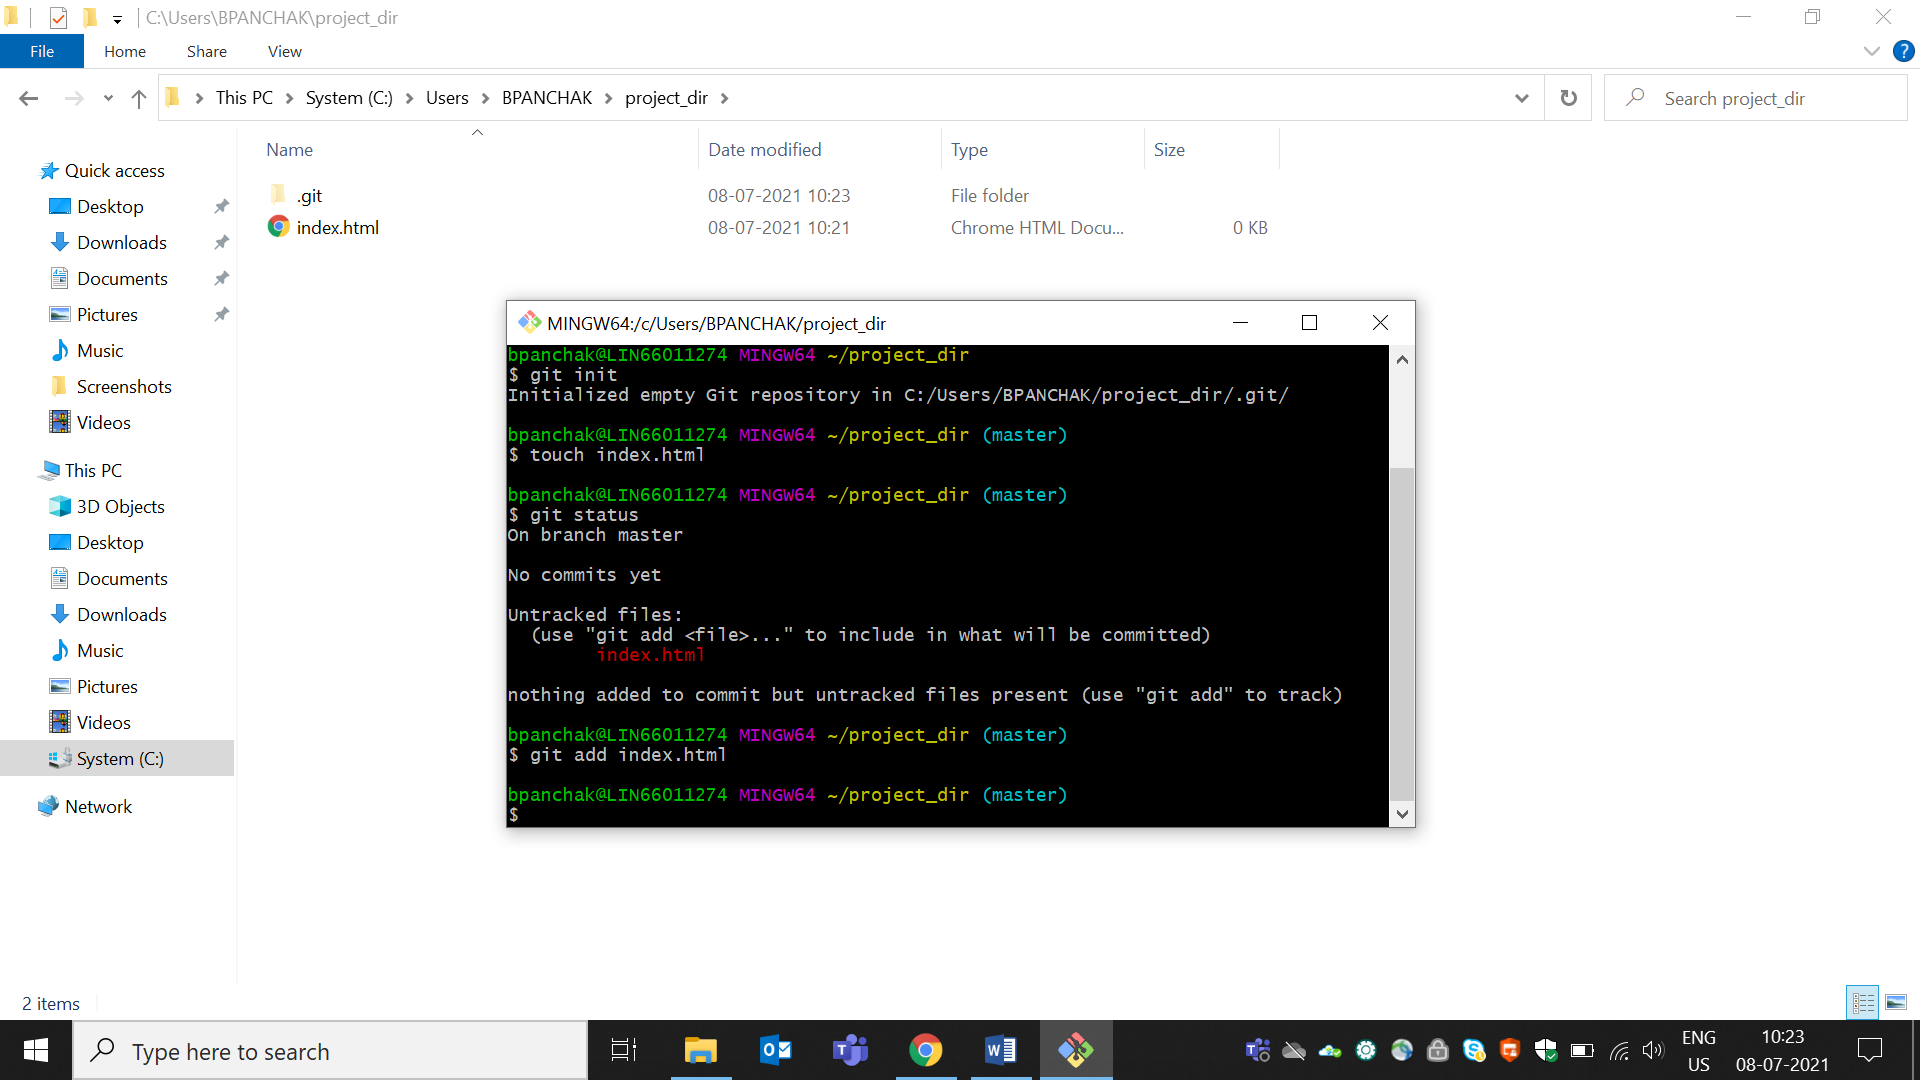 C:\Users\BPANCHAK\project_dir
File Home Share View
This PC System (C:) Users BPANCHAK project_dir
Search project_dir
Name Date modified Type Size
.git 08-07-2021 10:23 File folder
index.html 08-07-2021 10:21 Chrome HTML Docu... 0 KB
Quick access
Desktop
Downloads
Documents
Pictures
Music
Screenshots
Videos
This PC
3D Objects
Desktop
Documents
Downloads
Music
Pictures
Videos
System (C:)
Network
MINGW64:/c/Users/BPANCHAK/project_dir
bpanchak@LIN66011274 MINGW64 ~/project_dir
$ git init
Initialized empty Git repository in C:/Users/BPANCHAK/project_dir/.git/
bpanchak@LIN66011274 MINGW64 ~/project_dir (master)
$ touch index.html
bpanchak@LIN66011274 MINGW64 ~/project_dir (master)
$ git status
On branch master
No commits yet
Untracked files:
(use "git add <file>..." to include in what will be committed)
index.html
nothing added to commit but untracked files present (use "git add" to track)
bpanchak@LIN66011274 MINGW64 ~/project_dir (master)
$ git add index.html
bpanchak@LIN66011274 MINGW64 ~/project_dir (master)
$
2 items
Type here to search
ENG
US
10:23
08-07-2021